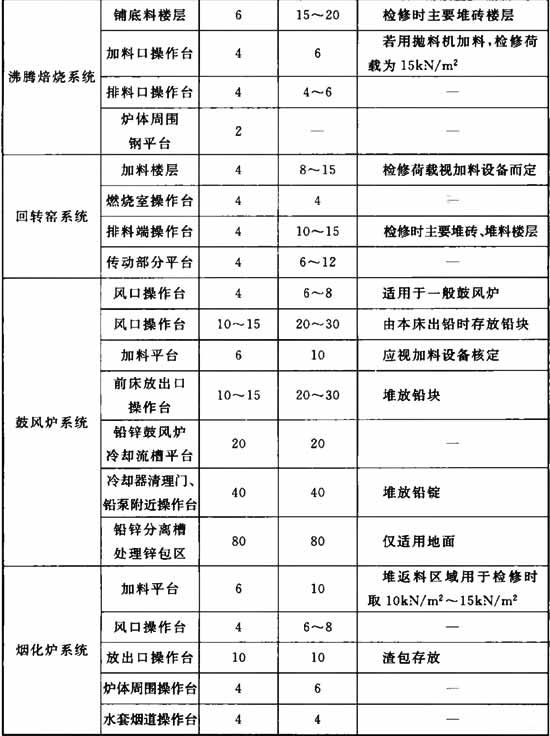 沸腾焙烧系统
铺底料楼层 6 15～20 检修时主要堆砖楼层
加料口操作台 4 6 若用抛料机加料,检修荷
载为15kN/m²
排料口操作台 4 4～6 —
炉体周围
钢平台 2 — —
回转窑系统
加料楼层 4 8～15 检修荷载视加料设备而定
燃烧室操作台 4 4 —
排料端操作台 4 10～15 检修时主要堆砖、堆料楼层
传动部分平台 4 6～12 —
鼓风炉系统
风口操作台 4 6～8 适用于一般鼓风炉
风口操作台 10～15 20～30 由本床出铅时存放铅块
加料平台 6 10 应视加料设备核定
前床放出口
操作台 10～15 20～30 堆放铅块
铅锌鼓风炉
冷却流槽平台 20 20 —
冷却器清理门、
铅泵附近操作台 40 40 堆放铅锭
铅锌分离槽
处理锌包区 80 80 仅适用地面
烟化炉系统
加料平台 6 10 堆返料区域用于检修时
取10kN/m²～15kN/m²
风口操作台 4 6～8 —
放出口操作台 10 10 渣包存放
炉体周围操作台 4 6 —
水套烟道操作台 4 4 —